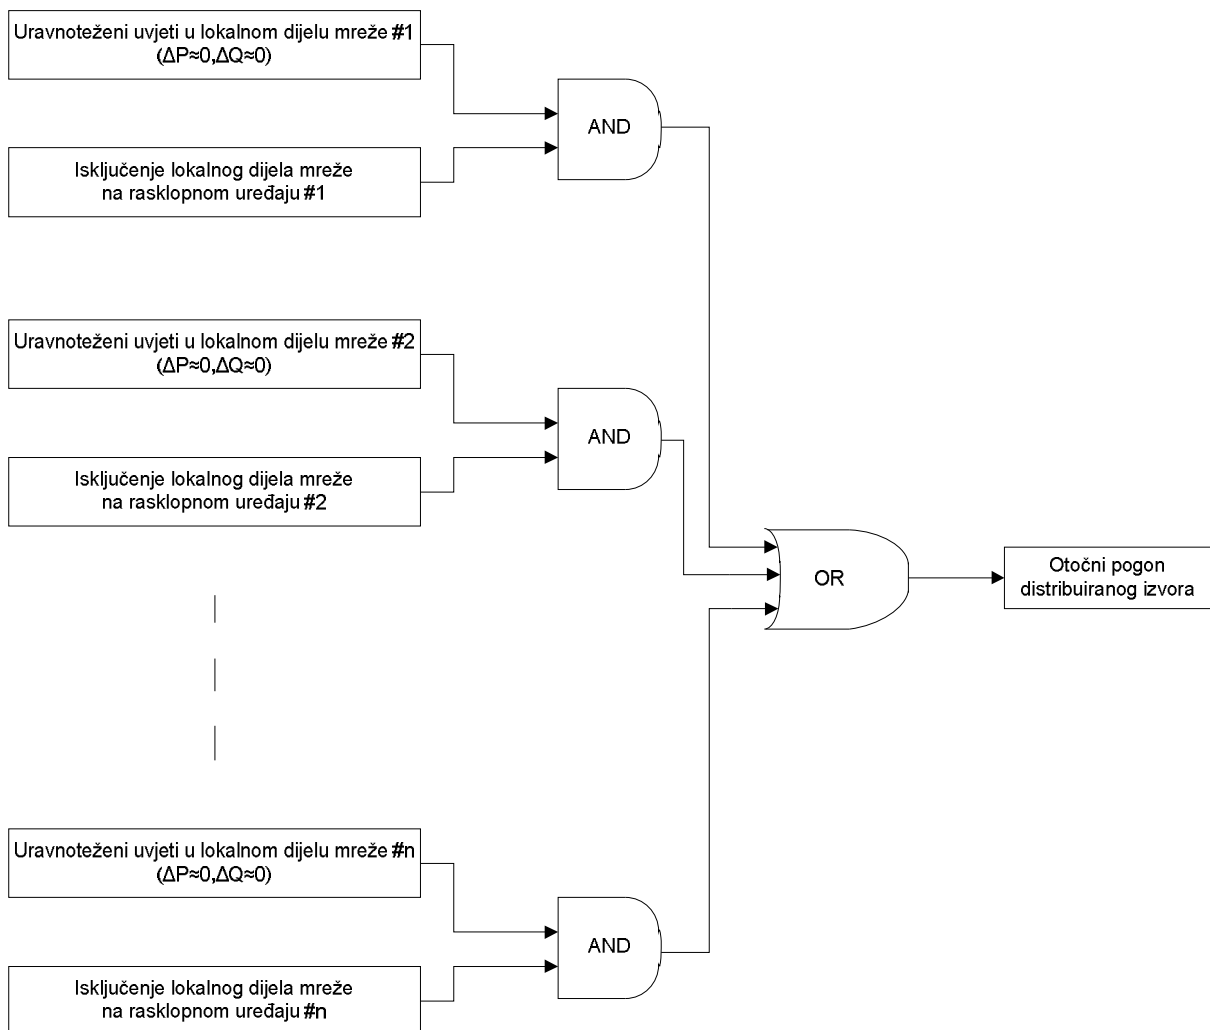 Uravnoteženi uvjeti u lokalnom dijelu mreže #1
(ΔP≈0,ΔQ≈0)
AND
Isključenje lokalnog dijela mreže
na rasklopnom uređaju #1
Uravnoteženi uvjeti u lokalnom dijelu mreže #2
(ΔP≈0,ΔQ≈0)
AND
Isključenje lokalnog dijela mreže
na rasklopnom uređaju #2
OR
Otočni pogon
distribuiranog izvora
Uravnoteženi uvjeti u lokalnom dijelu mreže #n
(ΔP≈0,ΔQ≈0)
AND
Isključenje lokalnog dijela mreže
na rasklopnom uređaju #n